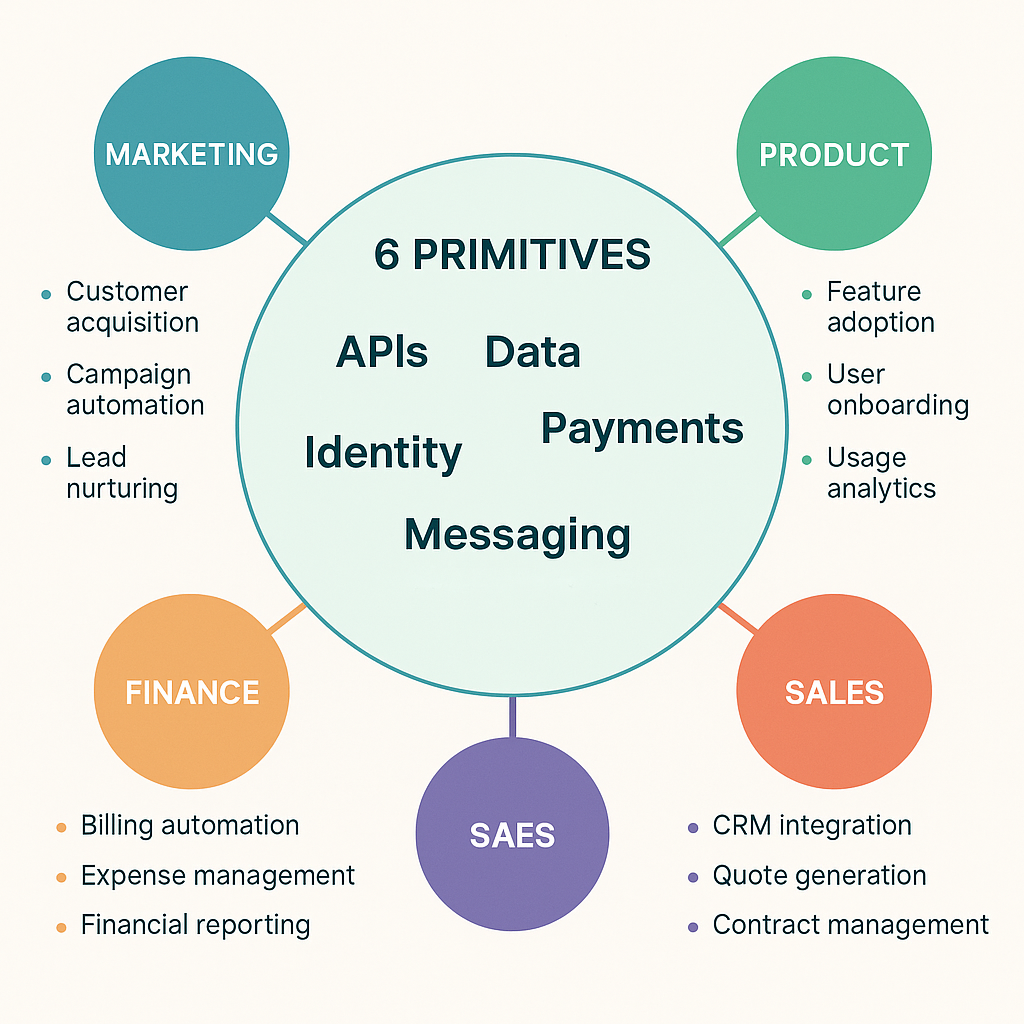 MARKETING
PRODUCT
6 PRIMITIVES
APIs Data
Identity
Payments
Messaging
Customer
acquisition
Campaign
automation
Lead
nurturing
Feature
adoption
User
onboarding
Usage
analytics
FINANCE
Billing automation
Expense management
Financial reporting
SAES
SALES
CRM integration
Quote generation
Contract management